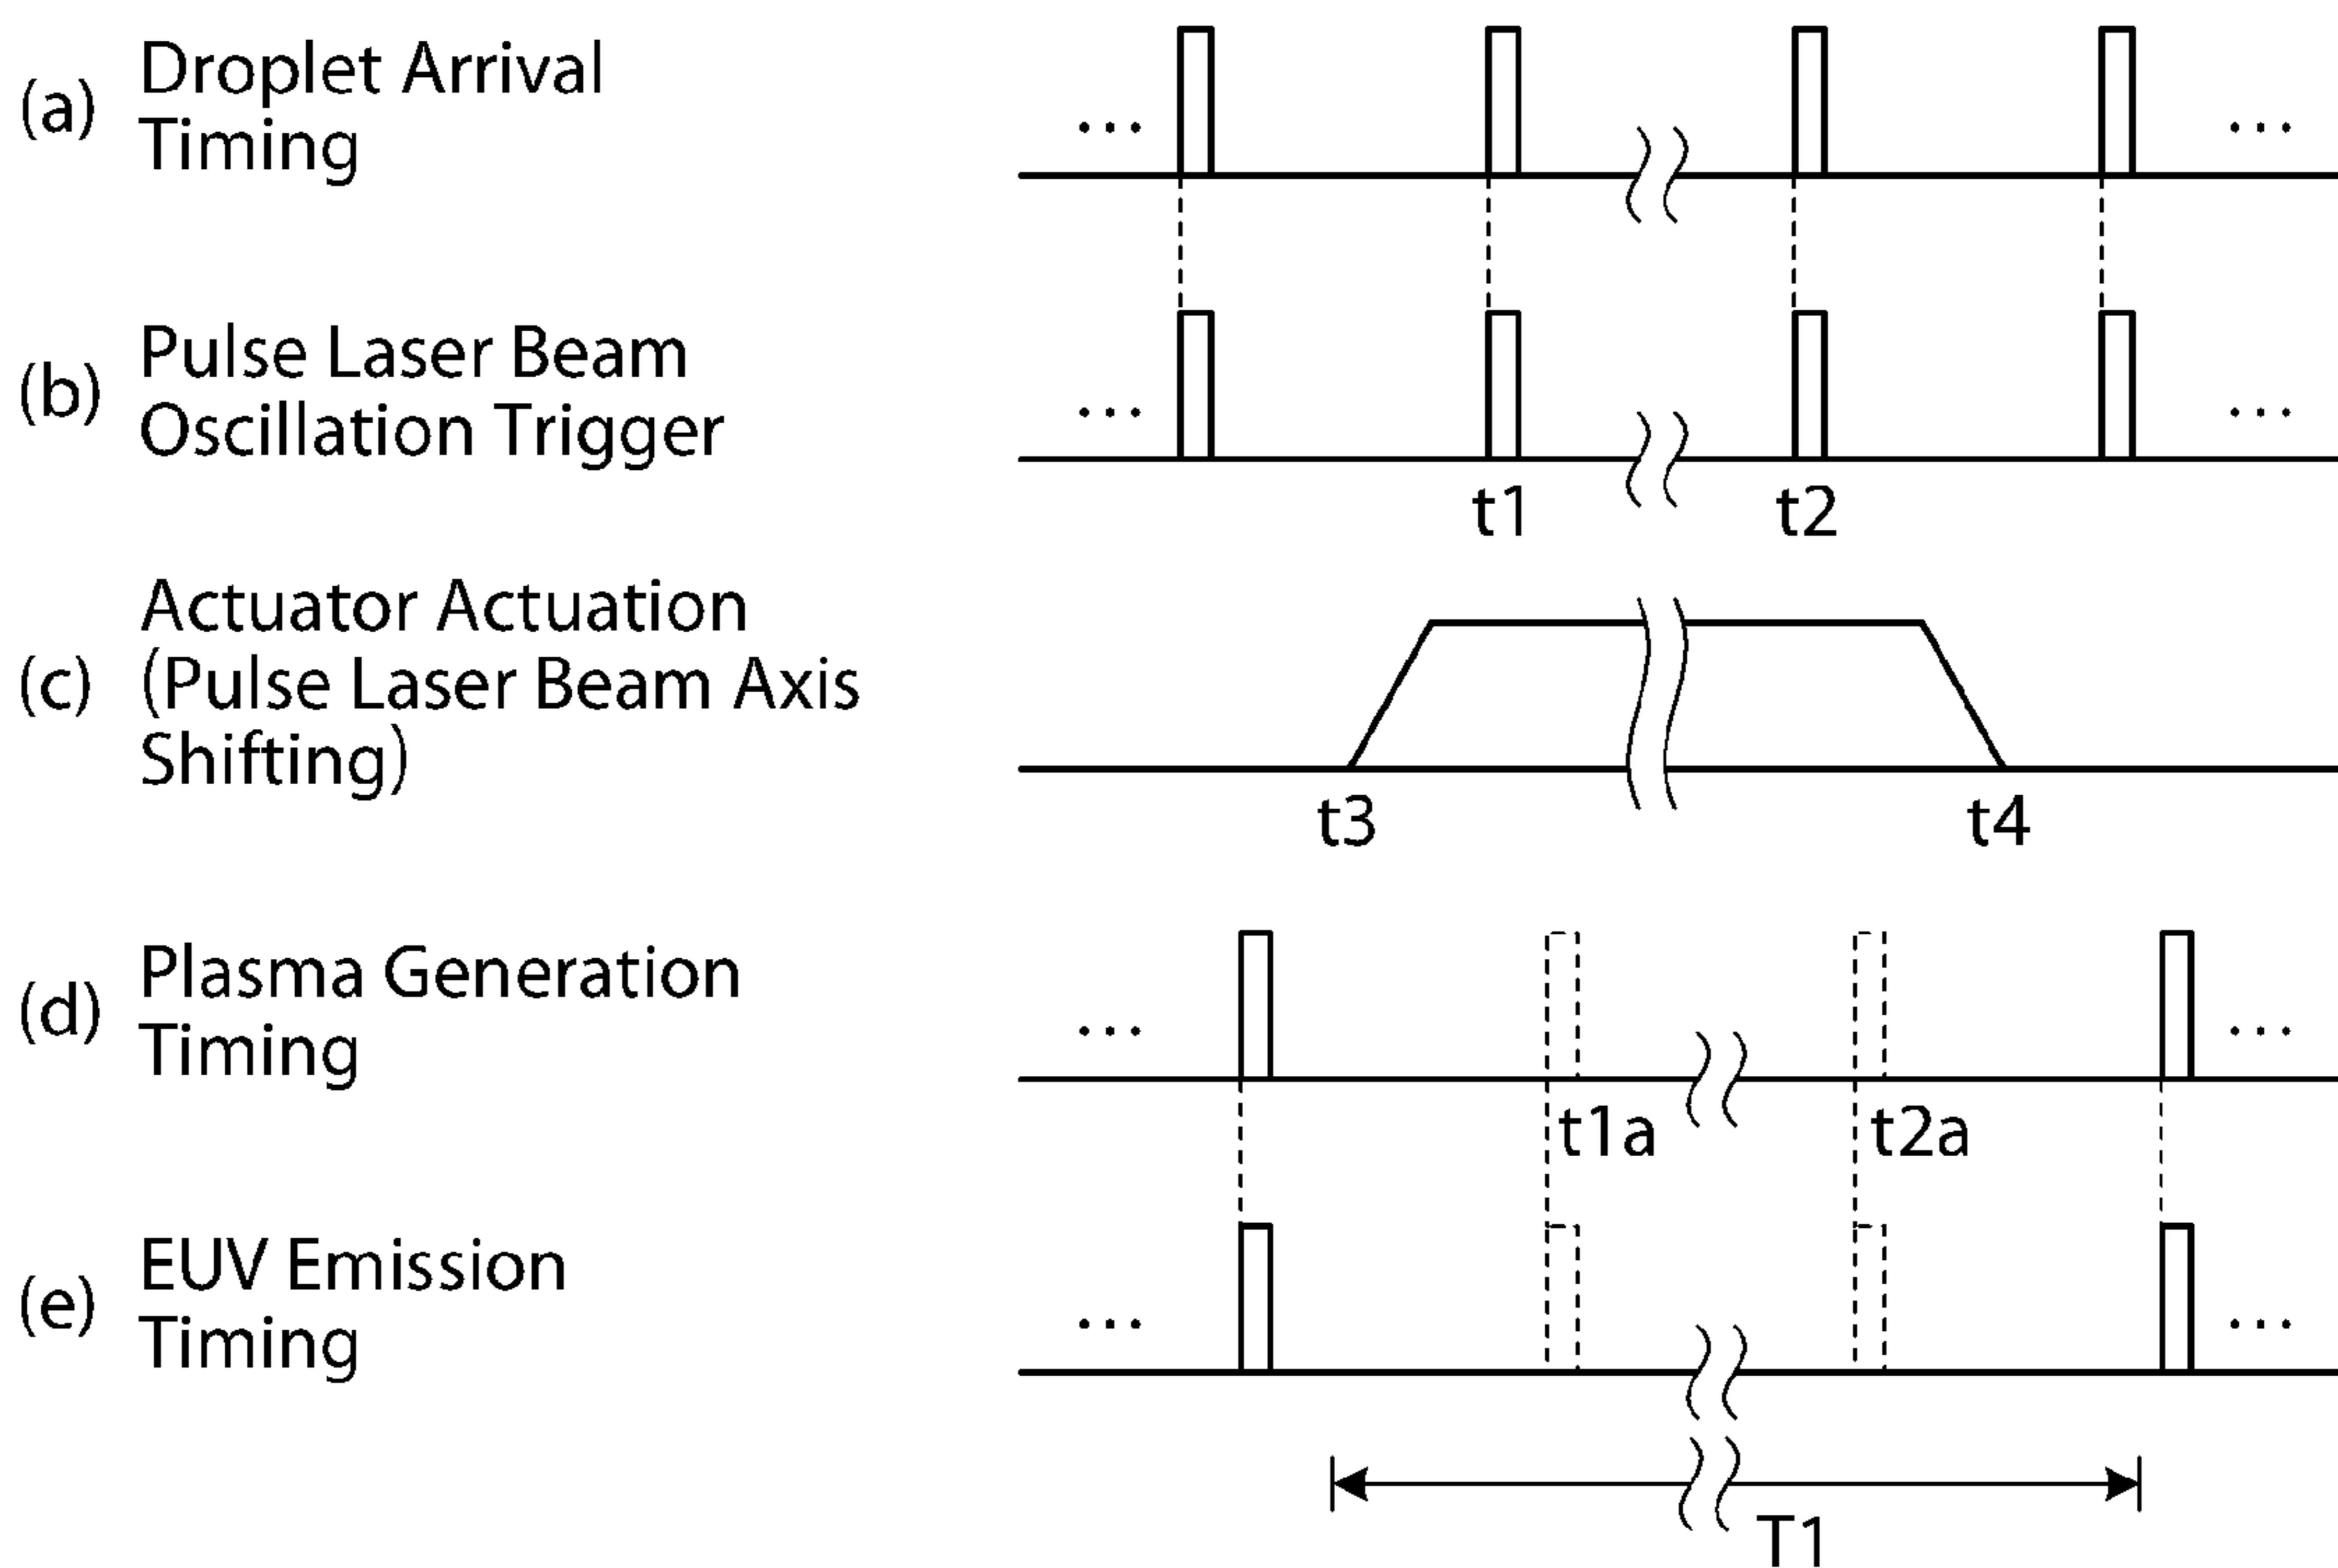 (a) Droplet Arrival
Timing
... ...
(b) Pulse Laser Beam
Oscillation Trigger
... ...
t1 t2
Actuator Actuation
(c) (Pulse Laser Beam Axis
Shifting)
t3 t4
(d) Plasma Generation
Timing
... ...
t1a t2a
(e) EUV Emission
Timing
... ...
T1